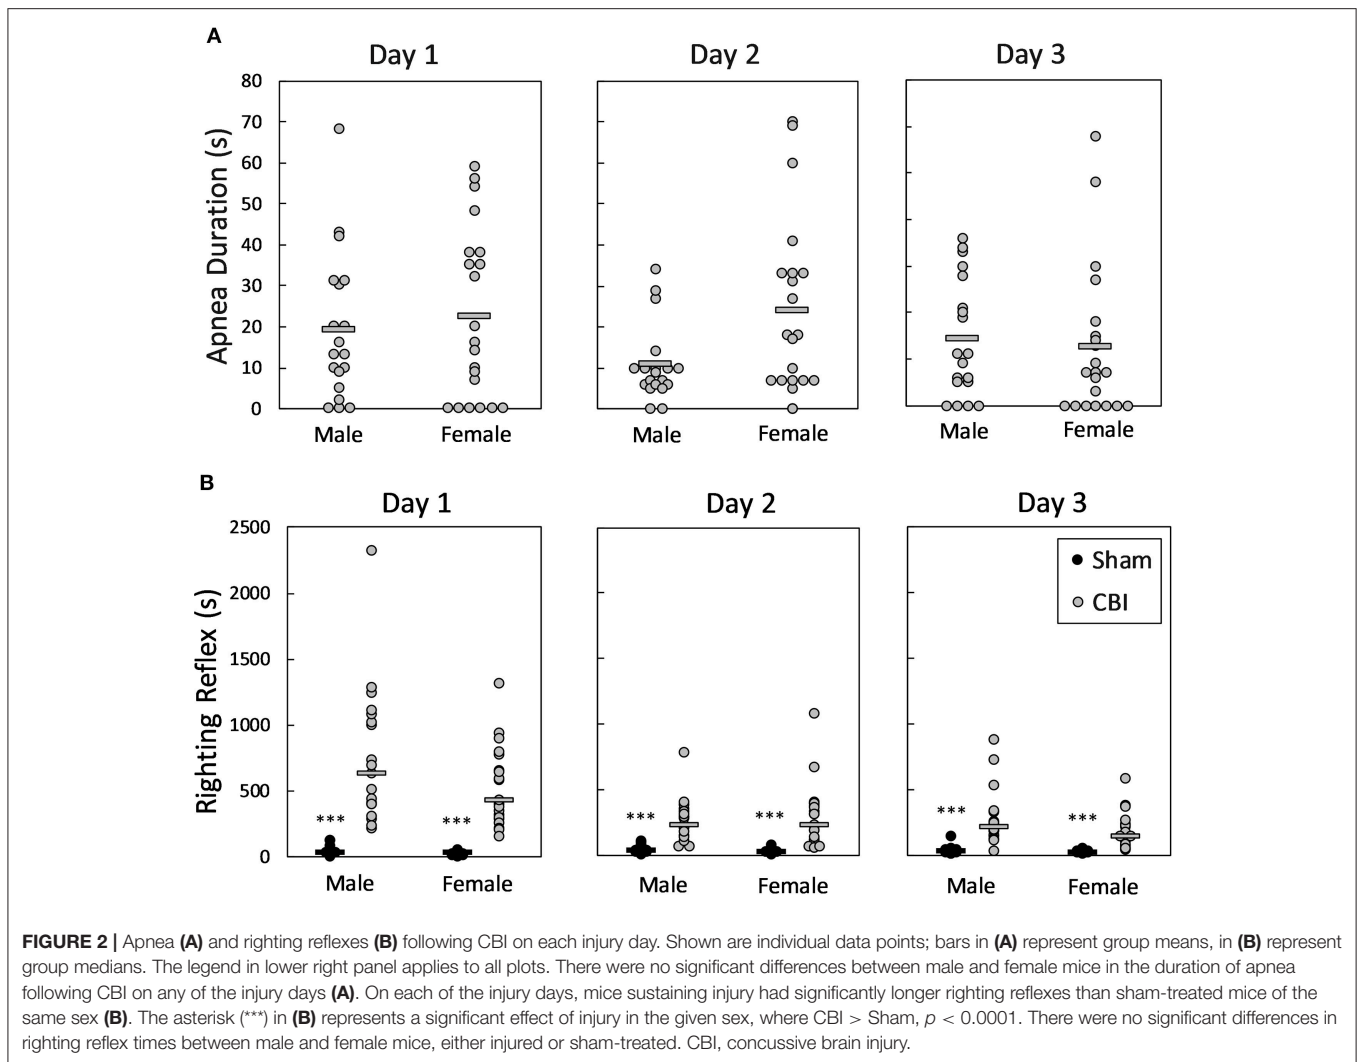 A
Day 1
Day 2
Day 3
80
70
60
50
40
30
20
10
0
Apnea Duration (s)
Male
Female
Male
Female
Male
Female
B
Day 1
Day 2
Day 3
2500
2000
1500
1000
500
0
Righting Reflex (s)
Sham
CBI
***
***
***
***
***
***
Male
Female
Male
Female
Male
Female
FIGURE 2 | Apnea (A) and righting reflexes (B) following CBI on each injury day. Shown are individual data points; bars in (A) represent group means, in (B) represent
group medians. The legend in lower right panel applies to all plots. There were no significant differences between male and female mice in the duration of apnea
following CBI on any of the injury days (A). On each of the injury days, mice sustaining injury had significantly longer righting reflexes than sham-treated mice of the
same sex (B). The asterisk (***) in (B) represents a significant effect of injury in the given sex, where CBI > Sham, p < 0.0001. There were no significant differences in
righting reflex times between male and female mice, either injured or sham-treated. CBI, concussive brain injury.